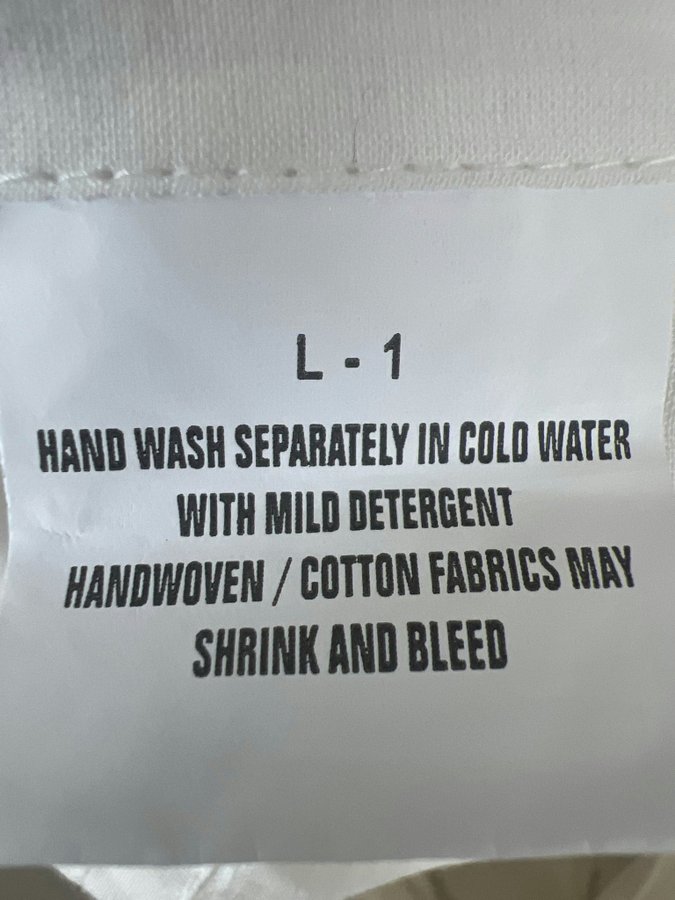 L - 1
HAND WASH SEPARATELY IN COLD WATER
WITH MILD DETERGENT
HANDWOVEN / COTTON FABRICS MAY
SHRINK AND BLEED